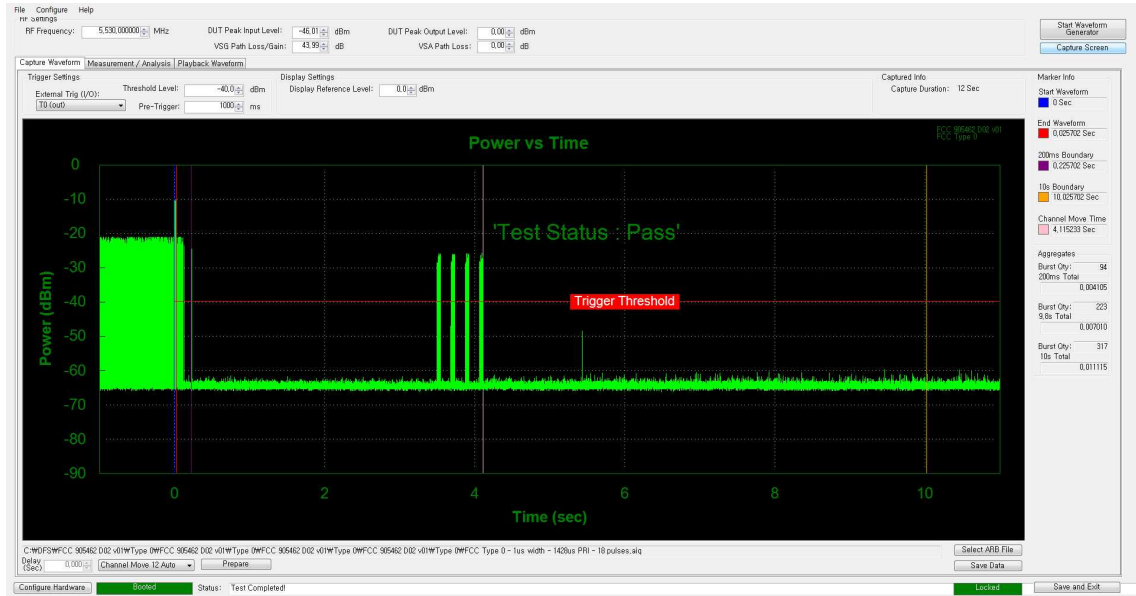 File Configure Help
RF Settings
RF Frequency: 5,530,000000 MHz DUT Peak Input Level: -46,01 dBm DUT Peak Output Level: 0,00 dBm
VSG Path Loss/Gain: 43,99 dB VSA Path Loss: 0,00 dB
Start Waveform Generator
Capture Screen
Capture Waveform Measurement / Analysis Playback Waveform
Trigger Settings
External Trig (I/O): Threshold Level: -40,0 dBm
T0 (out) Pre-Trigger: 1000 ms
Display Settings
Display Reference Level: 0,0 dBm
Captured Info
Capture Duration: 12 Sec
Marker Info
Start Waveform
0 Sec
End Waveform
0,025702 Sec
200ms Boundary
0,225702 Sec
10s Boundary
10,025702 Sec
Channel Move Time
4,115233 Sec
Aggregates
Burst Qty: 94
200ms Total
0,004105
Burst Qty: 223
9,8s Total
0,007010
Burst Qty: 317
10s Total
0,011115
FCC 905462 D02 v01
FCC Type 0
Power vs Time
'Test Status : Pass'
Trigger Threshold
Power (dBm)
0
-10
-20
-30
-40
-50
-60
-70
-80
-90
0 2 4 6 8 10
Time (sec)
C:₩DFS₩FCC 905462 D02 v01₩Type 0₩FCC 905462 D02 v01₩Type 0₩FCC 905462 D02 v01₩Type 0₩FCC 905462 D02 v01₩Type 0₩FCC Type 0 - 1us width - 1428us PRI - 18 pulses,aiq
Select ARB File
Delay (Sec) 0,000 Channel Move 12 Auto Prepare
Save Data
Configure Hardware Booted Status: Test Completed! Locked Save and Exit